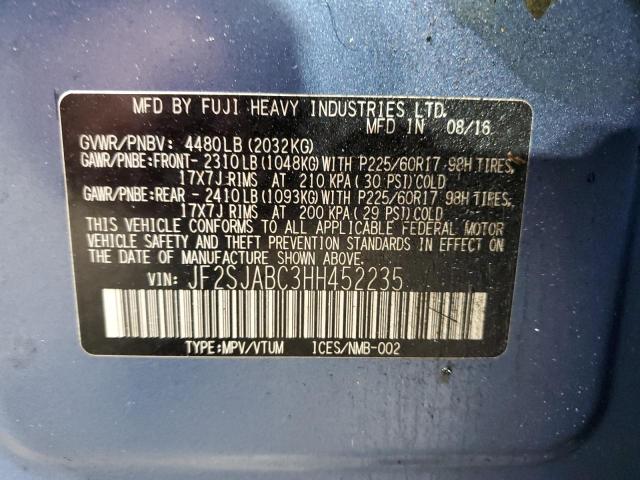 MFD BY FUJI HEAVY INDUSTRIES LTD.
MFD IN 08/16
GVWR/PNBV: 4480LB (2032KG)
GAWR/PNBE:FRONT- 2310LB(1048KG)WITH P225/60R17 98H TIRES,
17X7J RIMS AT 210 KPA (30 PSI)COLD
GAWR/PNBE:REAR - 2410LB(1093KG)WITH P225/60R17 98H TIRES,
17X7J RIMS AT 200 KPA (29 PSI)COLD
THIS VEHICLE CONFORMS TO ALL APPLICABLE FEDERAL MOTOR
VEHICLE SAFETY AND THEFT PREVENTION STANDARDS IN EFFECT ON
THE DATE OF MANUFACTURE SHOWN ABOVE.
VIN: JF2SJABC3HH452235
TYPE:MPV/VTUM ICES/NMB-002